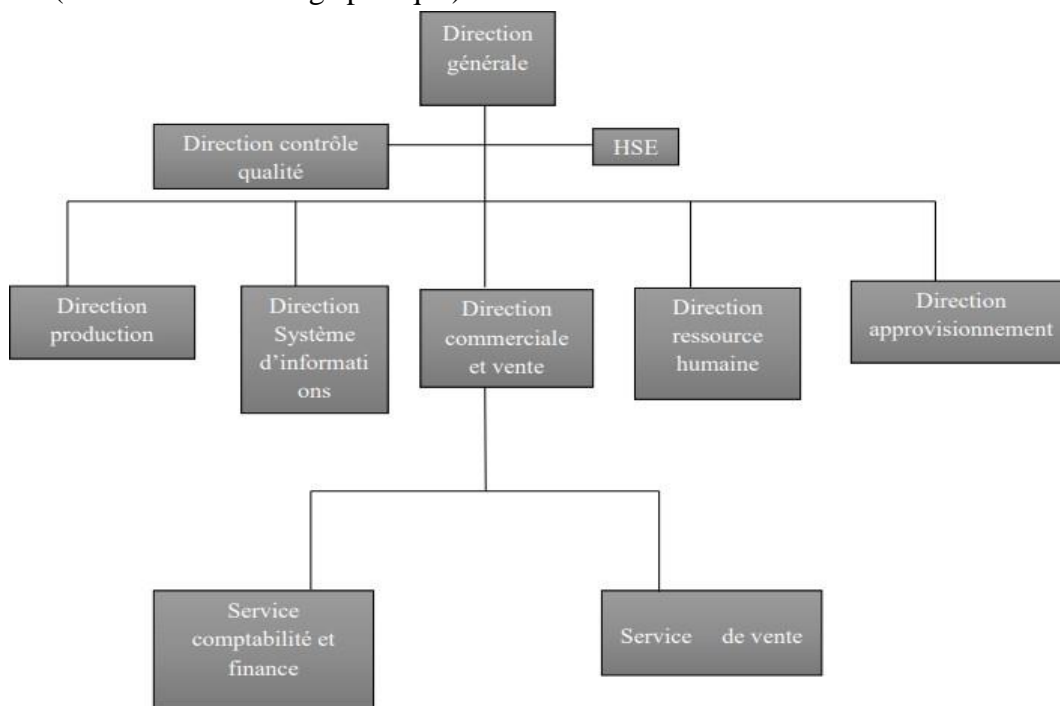 Direction
générale
Direction contrôle
qualité
HSE
Direction
production
Direction
Système
d’informati
ons
Direction
commerciale
et vente
Direction
ressource
humaine
Direction
approvisionnement
Service
comptabilité et
finance
Service de vente